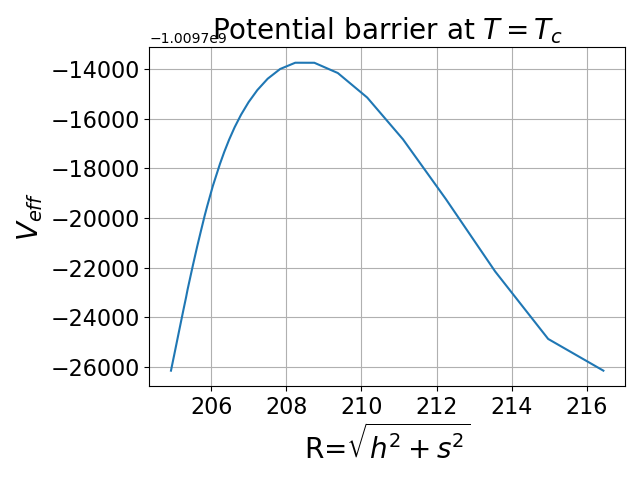 Potential barrier at T = T_c
−1.0097e9
−14000
−16000
−18000
−20000
−22000
−24000
−26000
V_eff
206 208 210 212 214 216
R=√h² + s²